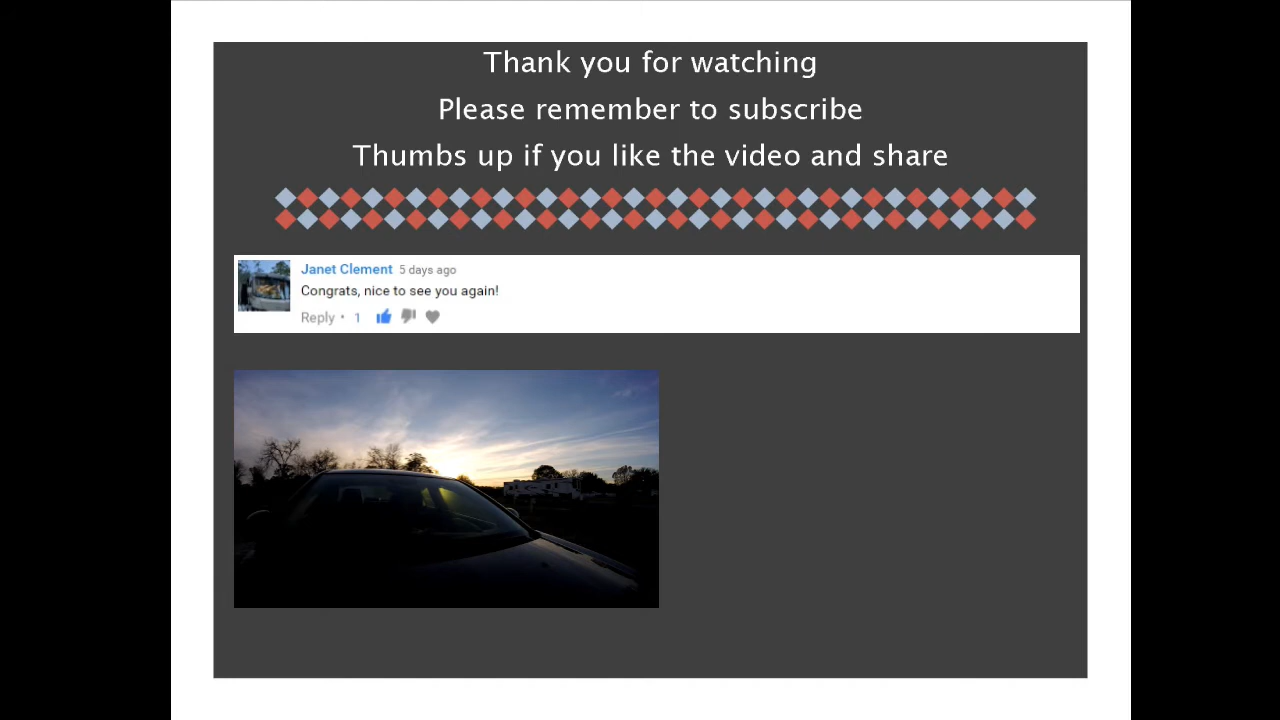 Thank you for watching
Please remember to subscribe
Thumbs up if you like the video and share
Janet Clement 5 days ago
Congrats, nice to see you again!
Reply • 1